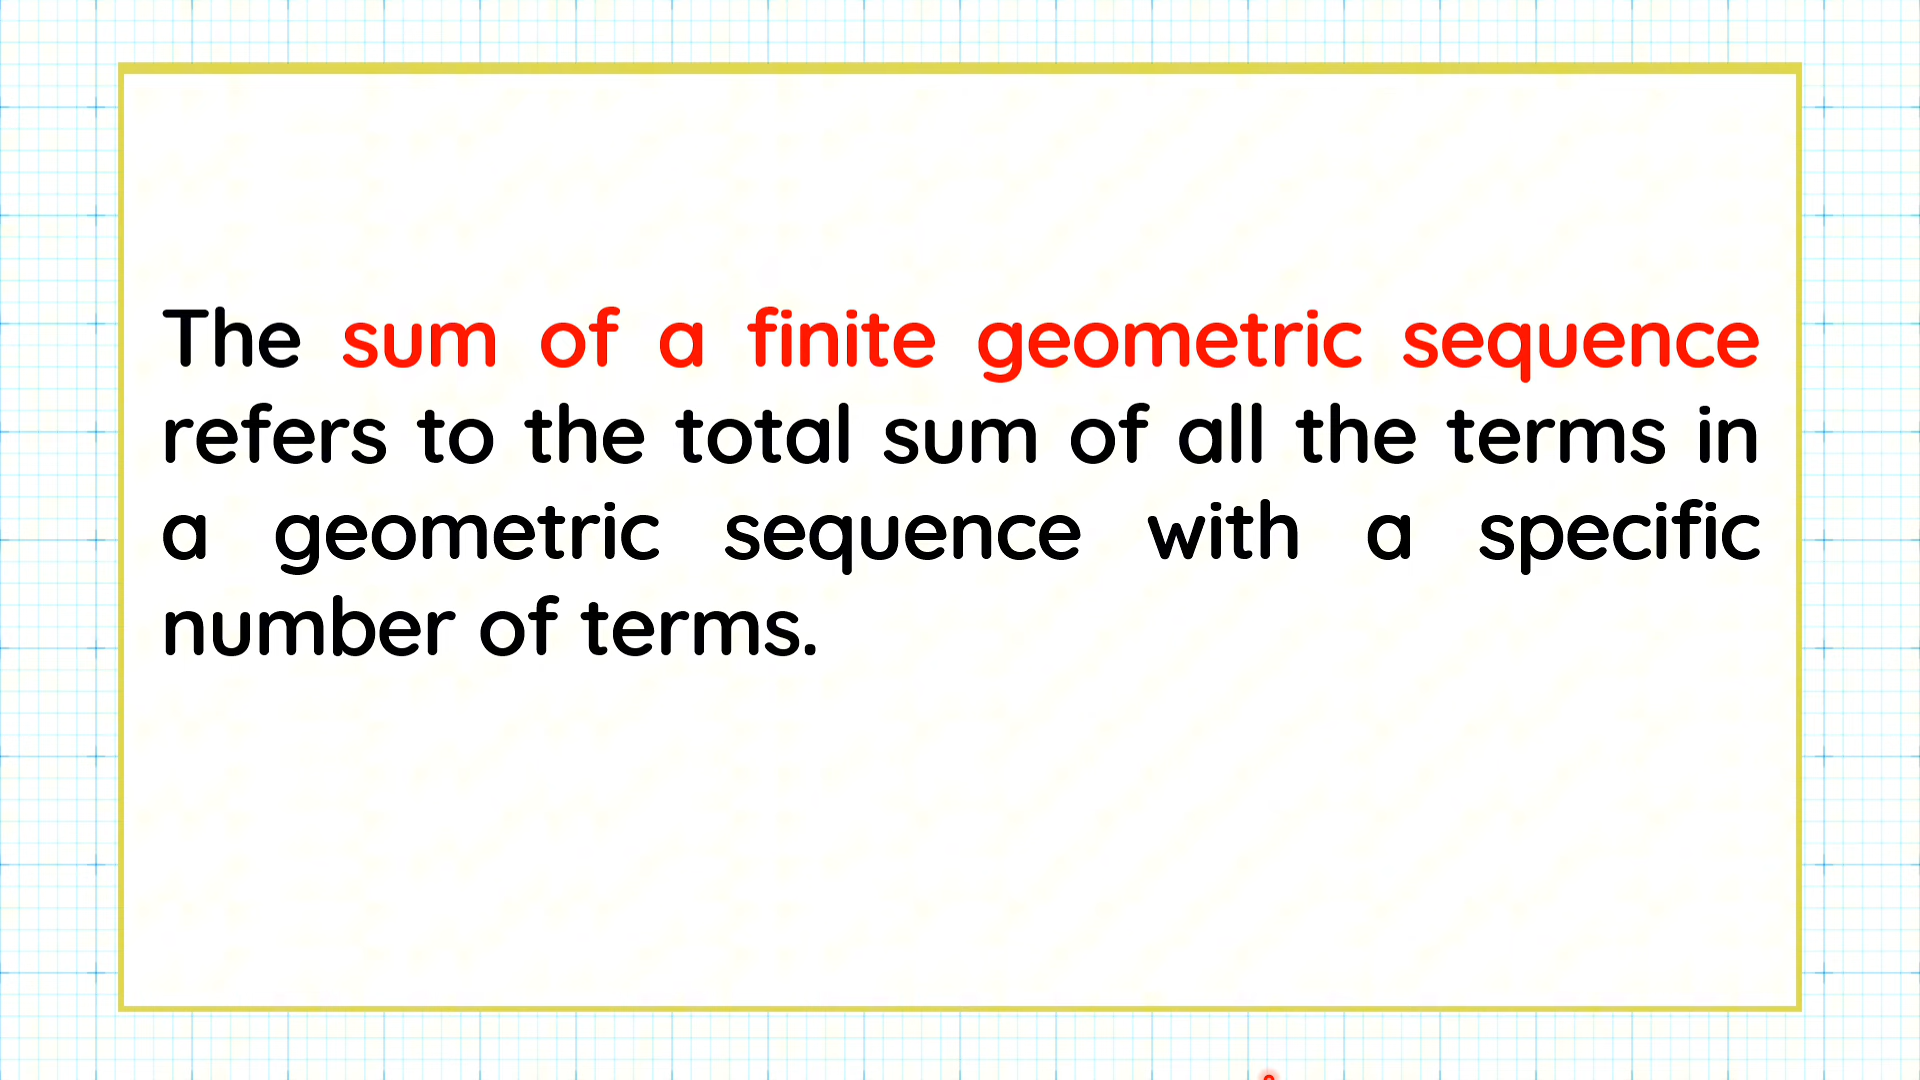 The sum of a finite geometric sequence
refers to the total sum of all the terms in
a geometric sequence with a specific
number of terms.